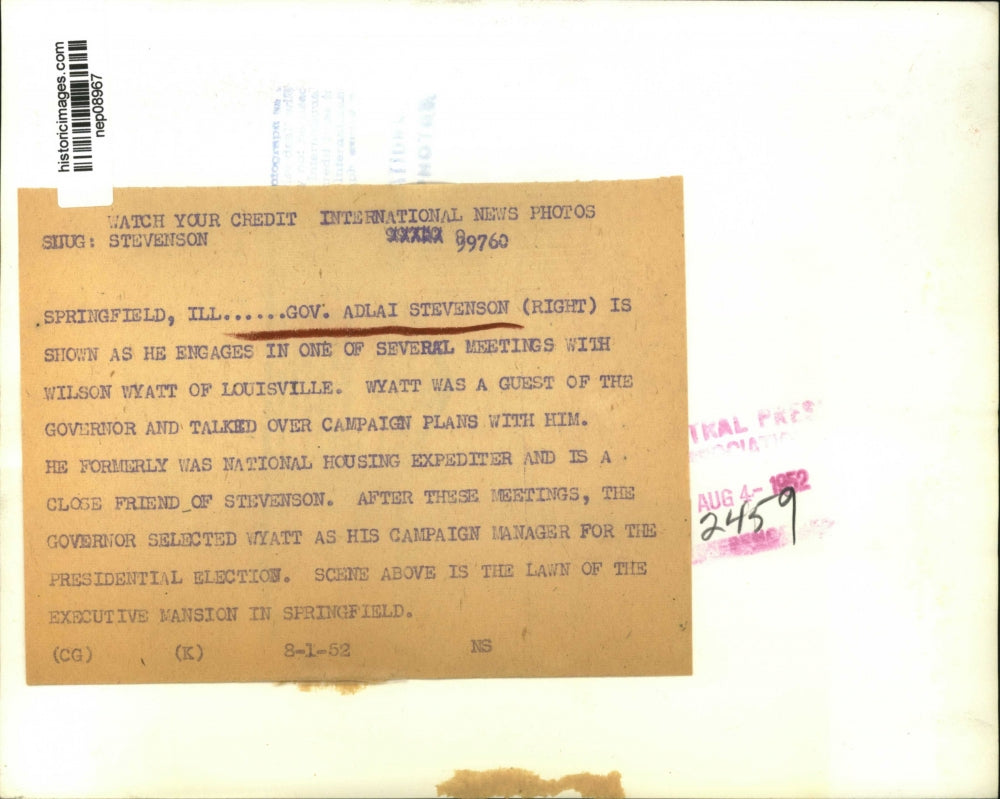 historicimages.com
nep08967
WATCH YOUR CREDIT INTERNATIONAL NEWS PHOTOS
SLUG: STEVENSON
99760
SPRINGFIELD, ILL......GOV. ADLAI STEVENSON (RIGHT) IS
SHOWN AS HE ENGAGES IN ONE OF SEVERAL MEETINGS WITH
WILSON WYATT OF LOUISVILLE. WYATT WAS A GUEST OF THE
GOVERNOR AND TALKED OVER CAMPAIGN PLANS WITH HIM.
HE FORMERLY WAS NATIONAL HOUSING EXPEDITER AND IS A
CLOSE FRIEND OF STEVENSON. AFTER THESE MEETINGS, THE
GOVERNOR SELECTED WYATT AS HIS CAMPAIGN MANAGER FOR THE
PRESIDENTIAL ELECTION. SCENE ABOVE IS THE LAWN OF THE
EXECUTIVE MANSION IN SPRINGFIELD.
(CG) (K) 8-1-52 NS
TRAL PRES
AUG 4- 1952
2459